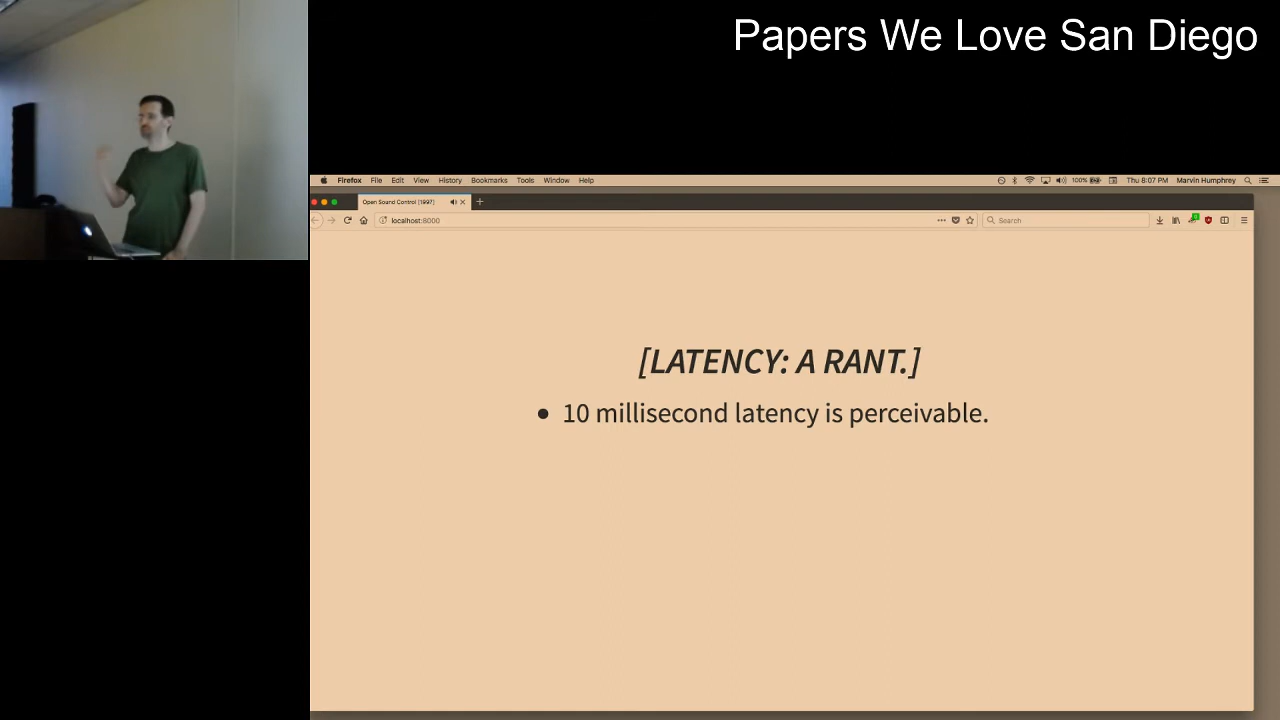 Papers We Love San Diego
Firefox File Edit View History Bookmarks Tools Window Help 100% Thu 8:07 PM Marvin Humphrey
Open Sound Control [1997]
localhost:8000 Search
[LATENCY: A RANT.]
• 10 millisecond latency is perceivable.